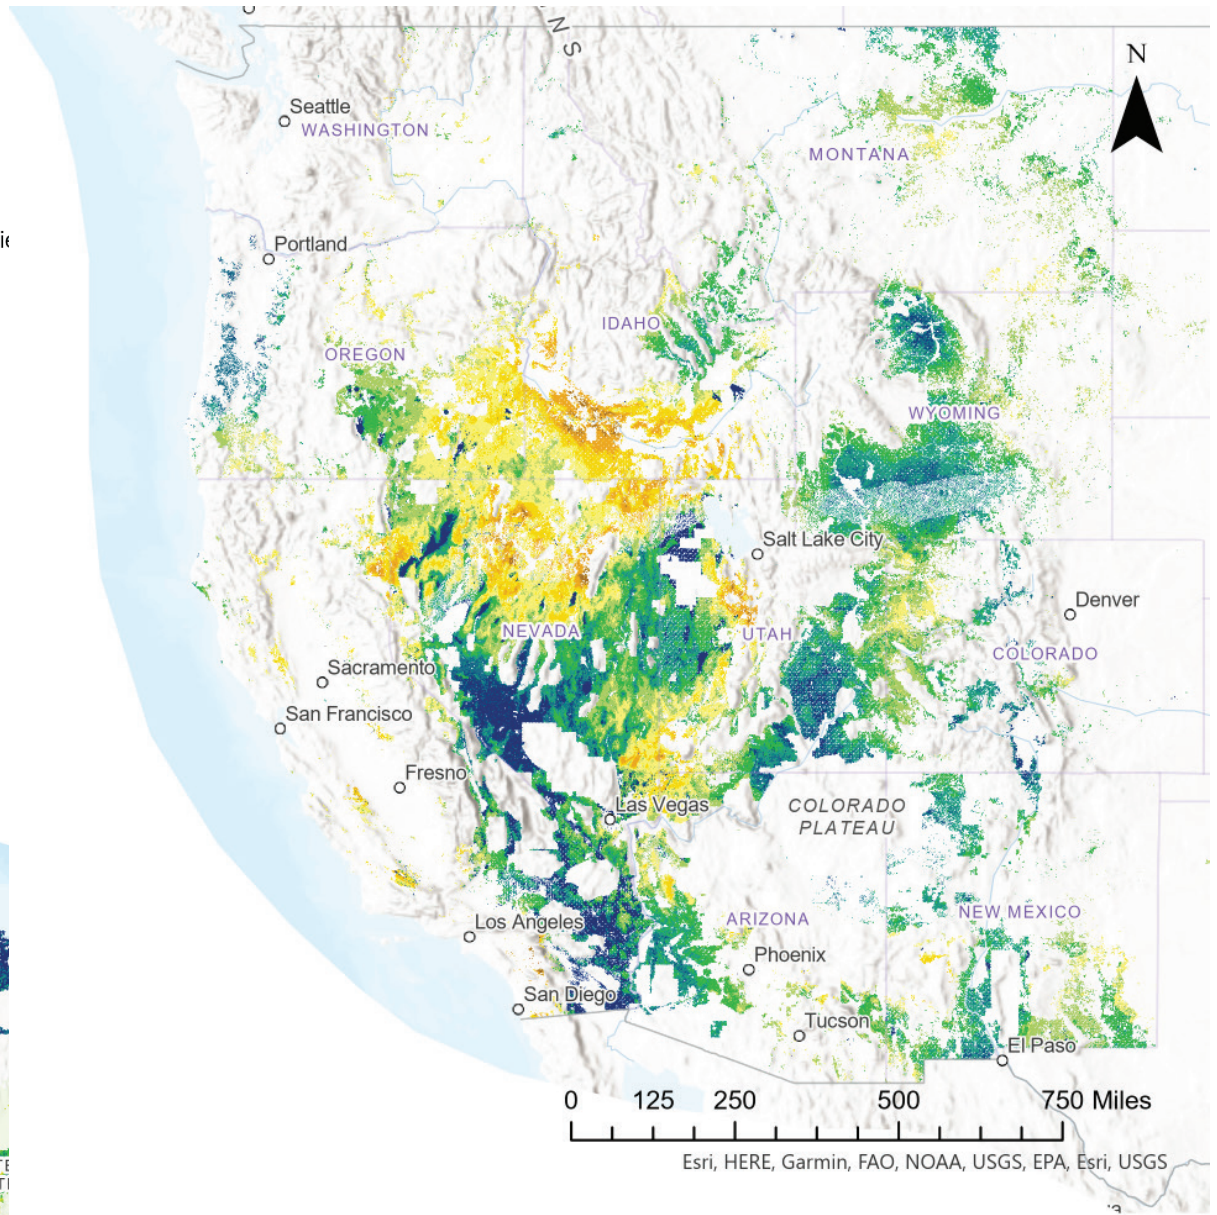 N S
N
Seattle
WASHINGTON
MONTANA
Portland
IDAHO
OREGON
WYOMING
Salt Lake City
Denver
NEVADA
UTAH
COLORADO
Sacramento
San Francisco
Fresno
Las Vegas
COLORADO
PLATEAU
Los Angeles
ARIZONA
NEW MEXICO
Phoenix
San Diego
Tucson
El Paso
0 125 250 500 750 Miles
Esri, HERE, Garmin, FAO, NOAA, USGS, EPA, Esri, USGS